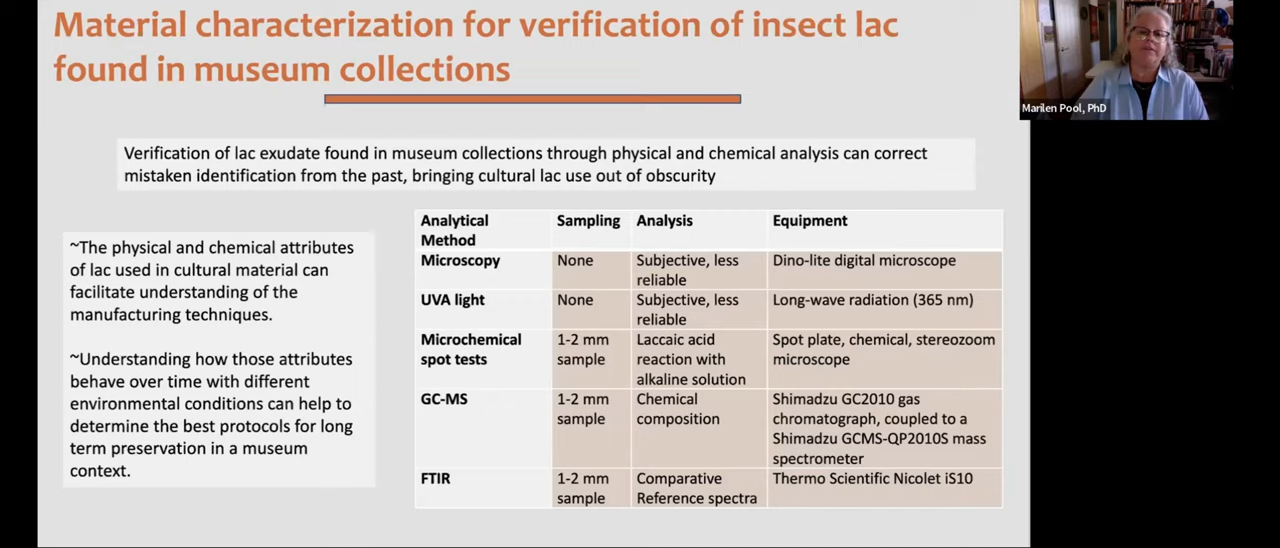 Material characterization for verification of insect lac
found in museum collections
Marilen Pool, PhD
Verification of lac exudate found in museum collections through physical and chemical analysis can correct
mistaken identification from the past, bringing cultural lac use out of obscurity
~The physical and chemical attributes
of lac used in cultural material can
facilitate understanding of the
manufacturing techniques.
~Understanding how those attributes
behave over time with different
environmental conditions can help to
determine the best protocols for long
term preservation in a museum
context.
Analytical Method Sampling Analysis Equipment
Microscopy None Subjective, less reliable Dino-lite digital microscope
UVA light None Subjective, less reliable Long-wave radiation (365 nm)
Microchemical spot tests 1-2 mm sample Laccaic acid reaction with alkaline solution Spot plate, chemical, stereozoom microscope
GC-MS 1-2 mm sample Chemical composition Shimadzu GC2010 gas chromatograph, coupled to a Shimadzu GCMS-QP2010S mass spectrometer
FTIR 1-2 mm sample Comparative Reference spectra Thermo Scientific Nicolet iS10